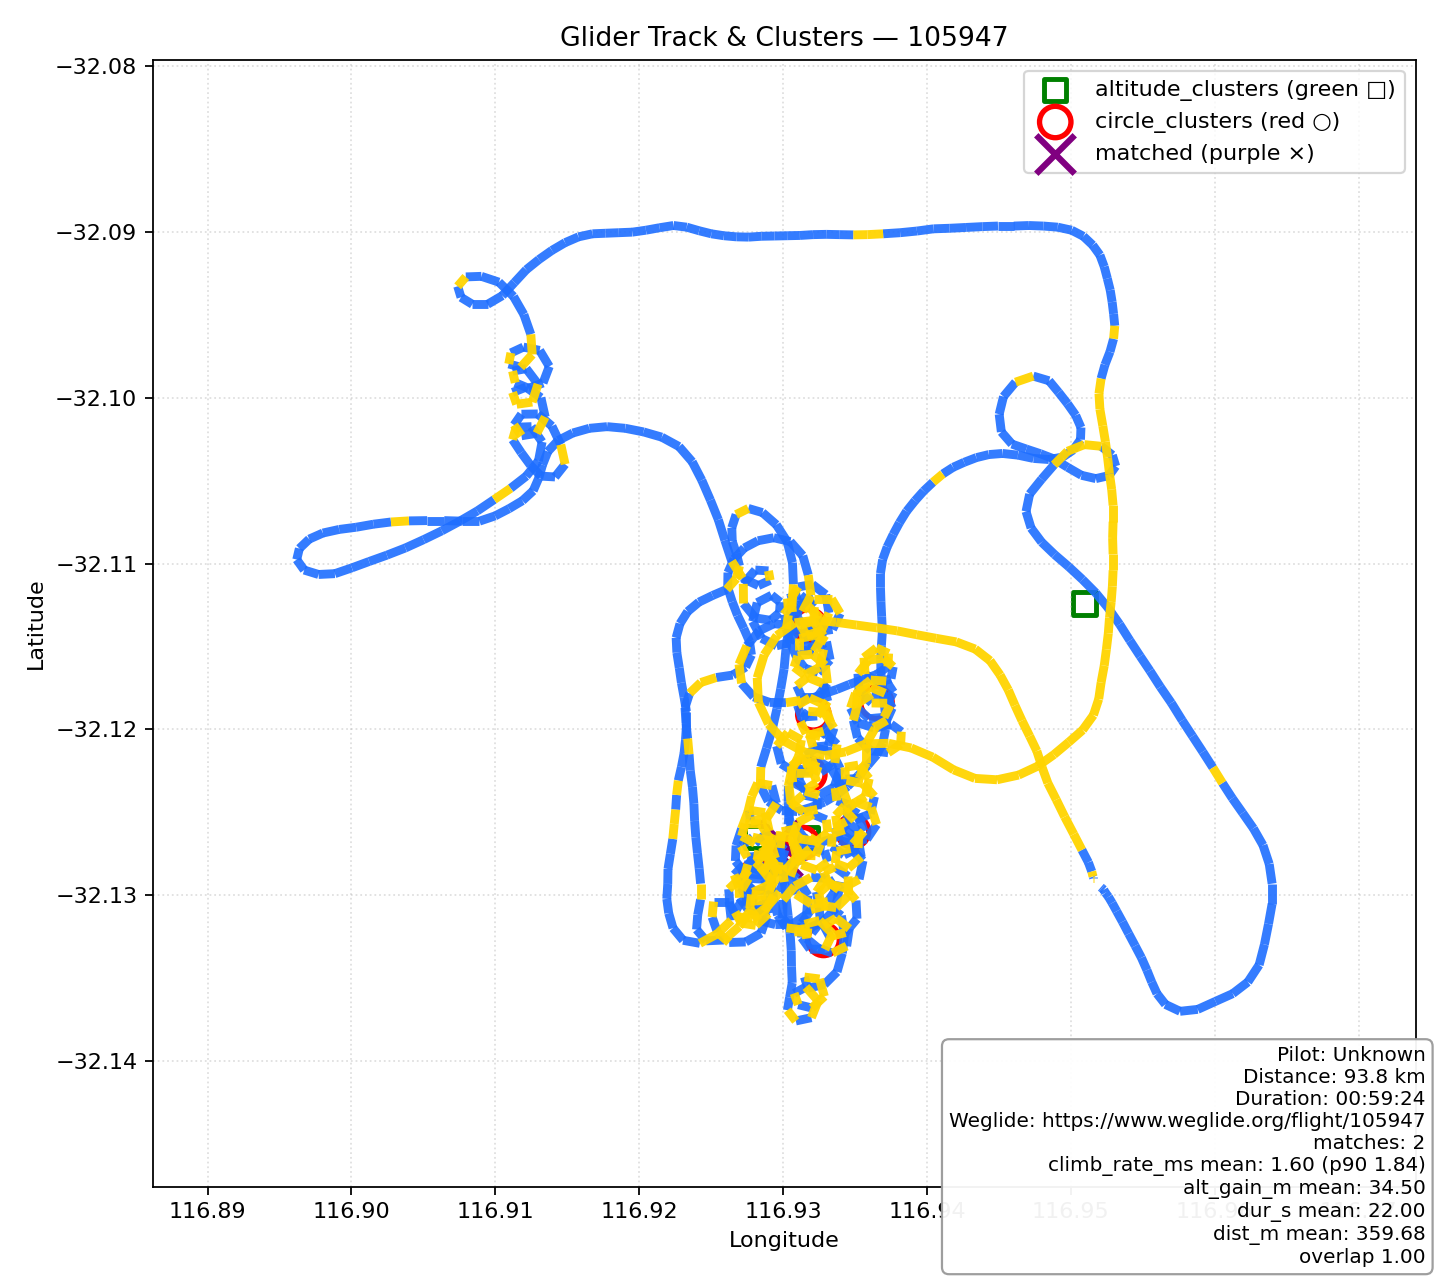 Glider Track & Clusters — 105947
altitude_clusters (green □)
circle_clusters (red ○)
matched (purple ×)
Latitude
−32.08
−32.09
−32.10
−32.11
−32.12
−32.13
−32.14
116.89
116.90
116.91
116.92
116.93
116.94
116.95
Longitude
Pilot: Unknown
Distance: 93.8 km
Duration: 00:59:24
Weglide: https://www.weglide.org/flight/105947
matches: 2
climb_rate_ms mean: 1.60 (p90 1.84)
alt_gain_m mean: 34.50
dur_s mean: 22.00
dist_m mean: 359.68
overlap 1.00